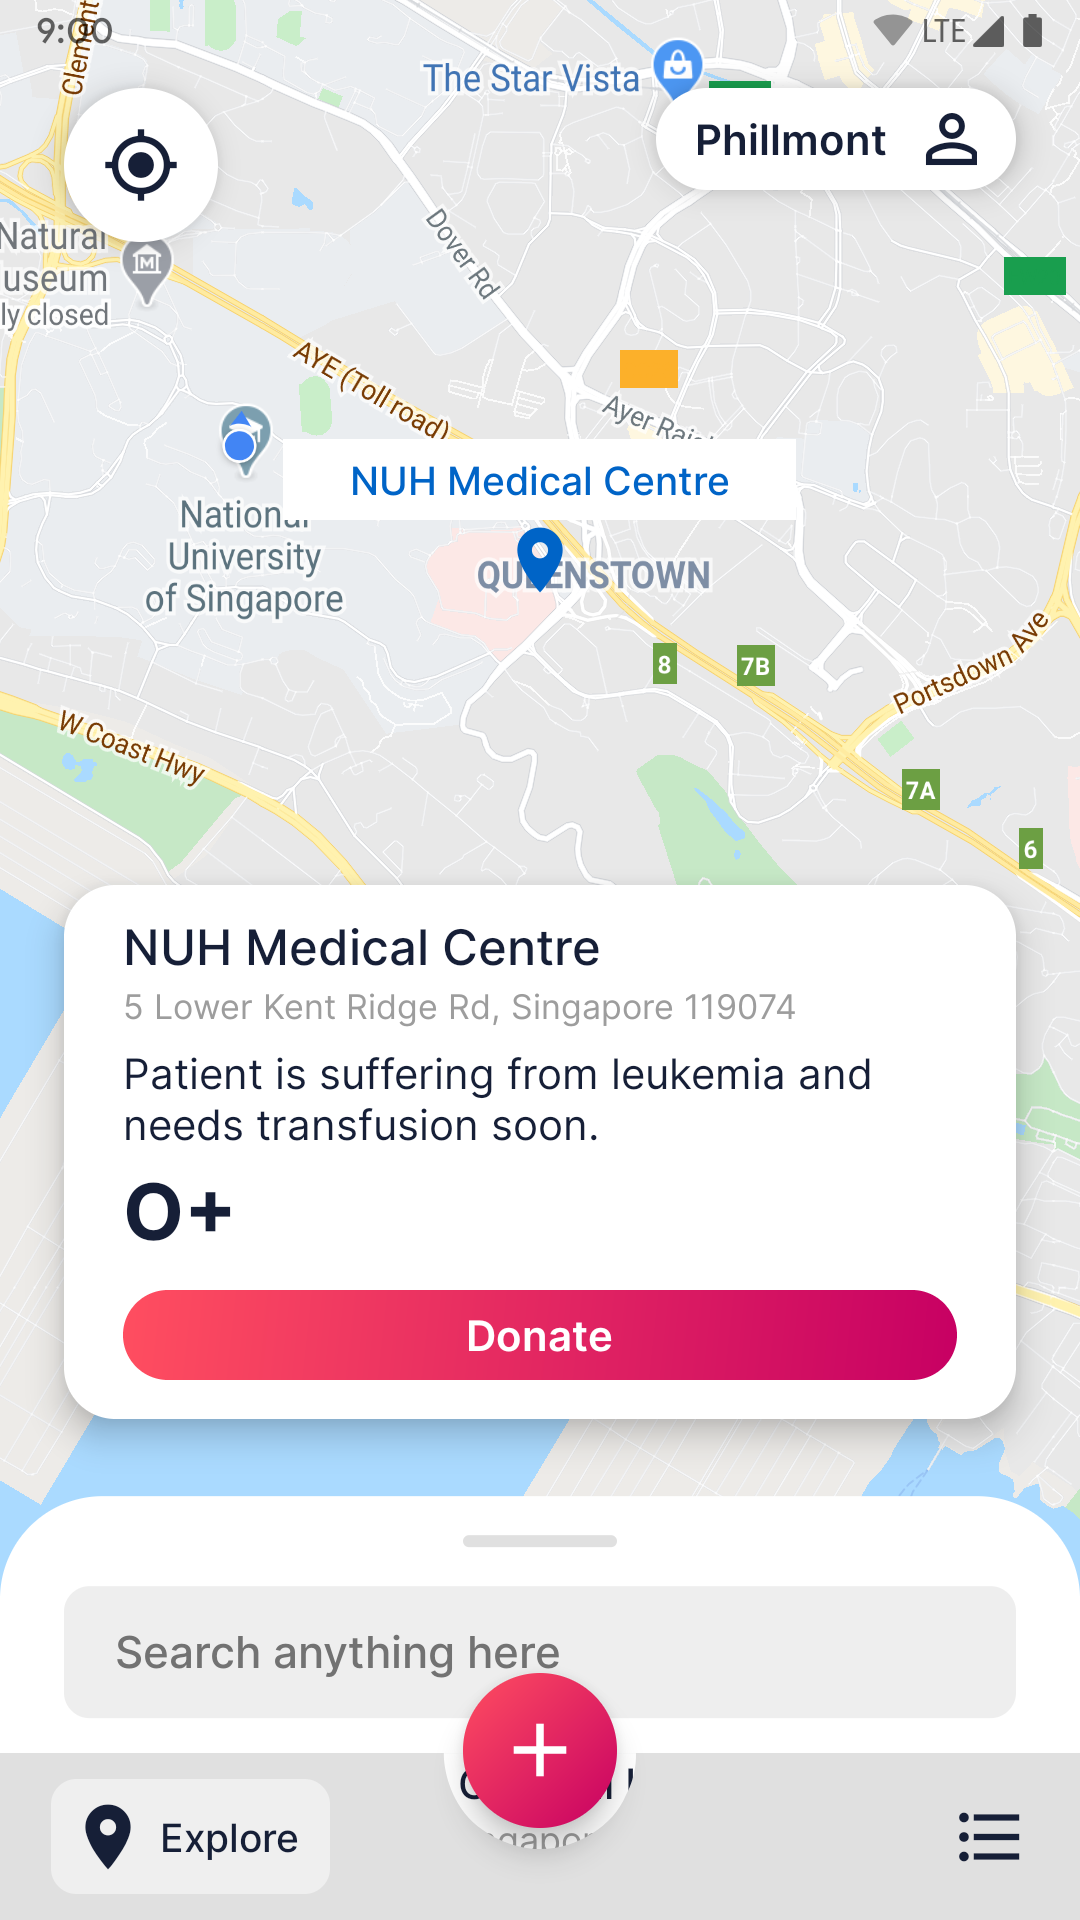 9:00
LTE
Clement
The Star Vista
Phillmont
Natural
useum
ly closed
Dover Rd
AYE (Toll road)
Ayer Raj
NUH Medical Centre
National
University
of Singapore
QUEENSTOWN
8
7B
Portsdown Ave
W Coast Hwy
7A
6
NUH Medical Centre
5 Lower Kent Ridge Rd, Singapore 119074
Patient is suffering from leukemia and
needs transfusion soon.
O+
Donate
Search anything here
Explore